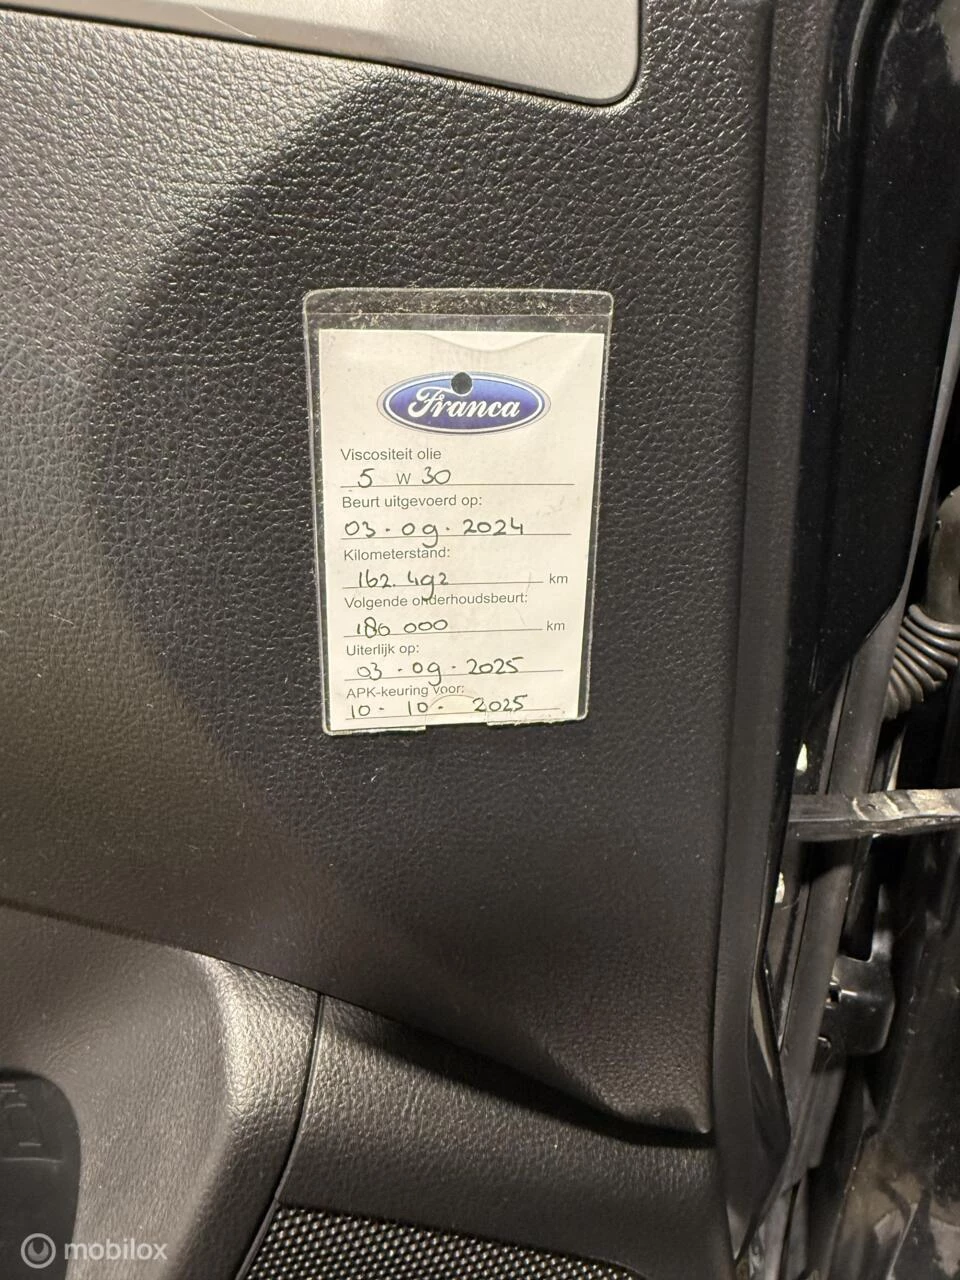 Franca
Viscositeit olie
5 W 30
Beurt uitgevoerd op:
03-09-2024
Kilometerstand:
162.492 km
Volgende onderhoudsbeurt:
180 000 km
Uiterlijk op:
03-09-2025
APK-keuring voor:
10-10-2025
mobilox